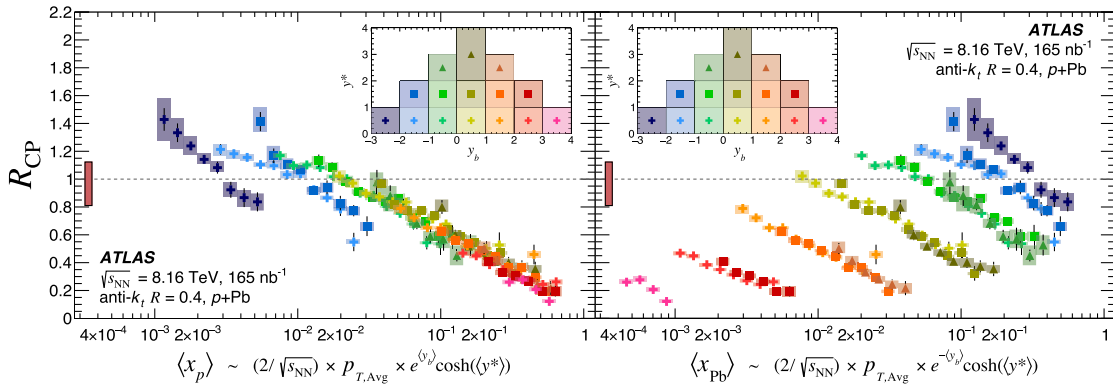 R_CP
2.2
2
1.8
1.6
1.4
1.2
1
0.8
0.6
0.4
0.2
0
4×10⁻⁴
10⁻³
2×10⁻³
10⁻²
2×10⁻²
10⁻¹
2×10⁻¹
1
ATLAS
√s_NN = 8.16 TeV, 165 nb⁻¹
anti-k_t R = 0.4, p+Pb
y*
4
3
2
1
0
−3 −2 −1 0 1 2 3 4
y_b
⟨x_p⟩ ~ (2/√s_NN) × p_T,Avg × e^⟨y_b⟩ cosh(⟨y*⟩)
ATLAS
√s_NN = 8.16 TeV, 165 nb⁻¹
anti-k_t R = 0.4, p+Pb
y*
4
3
2
1
0
−3 −2 −1 0 1 2 3 4
y_b
4×10⁻⁴
10⁻³
2×10⁻³
10⁻²
2×10⁻²
10⁻¹
2×10⁻¹
1
⟨x_Pb⟩ ~ (2/√s_NN) × p_T,Avg × e^−⟨y_b⟩ cosh(⟨y*⟩)